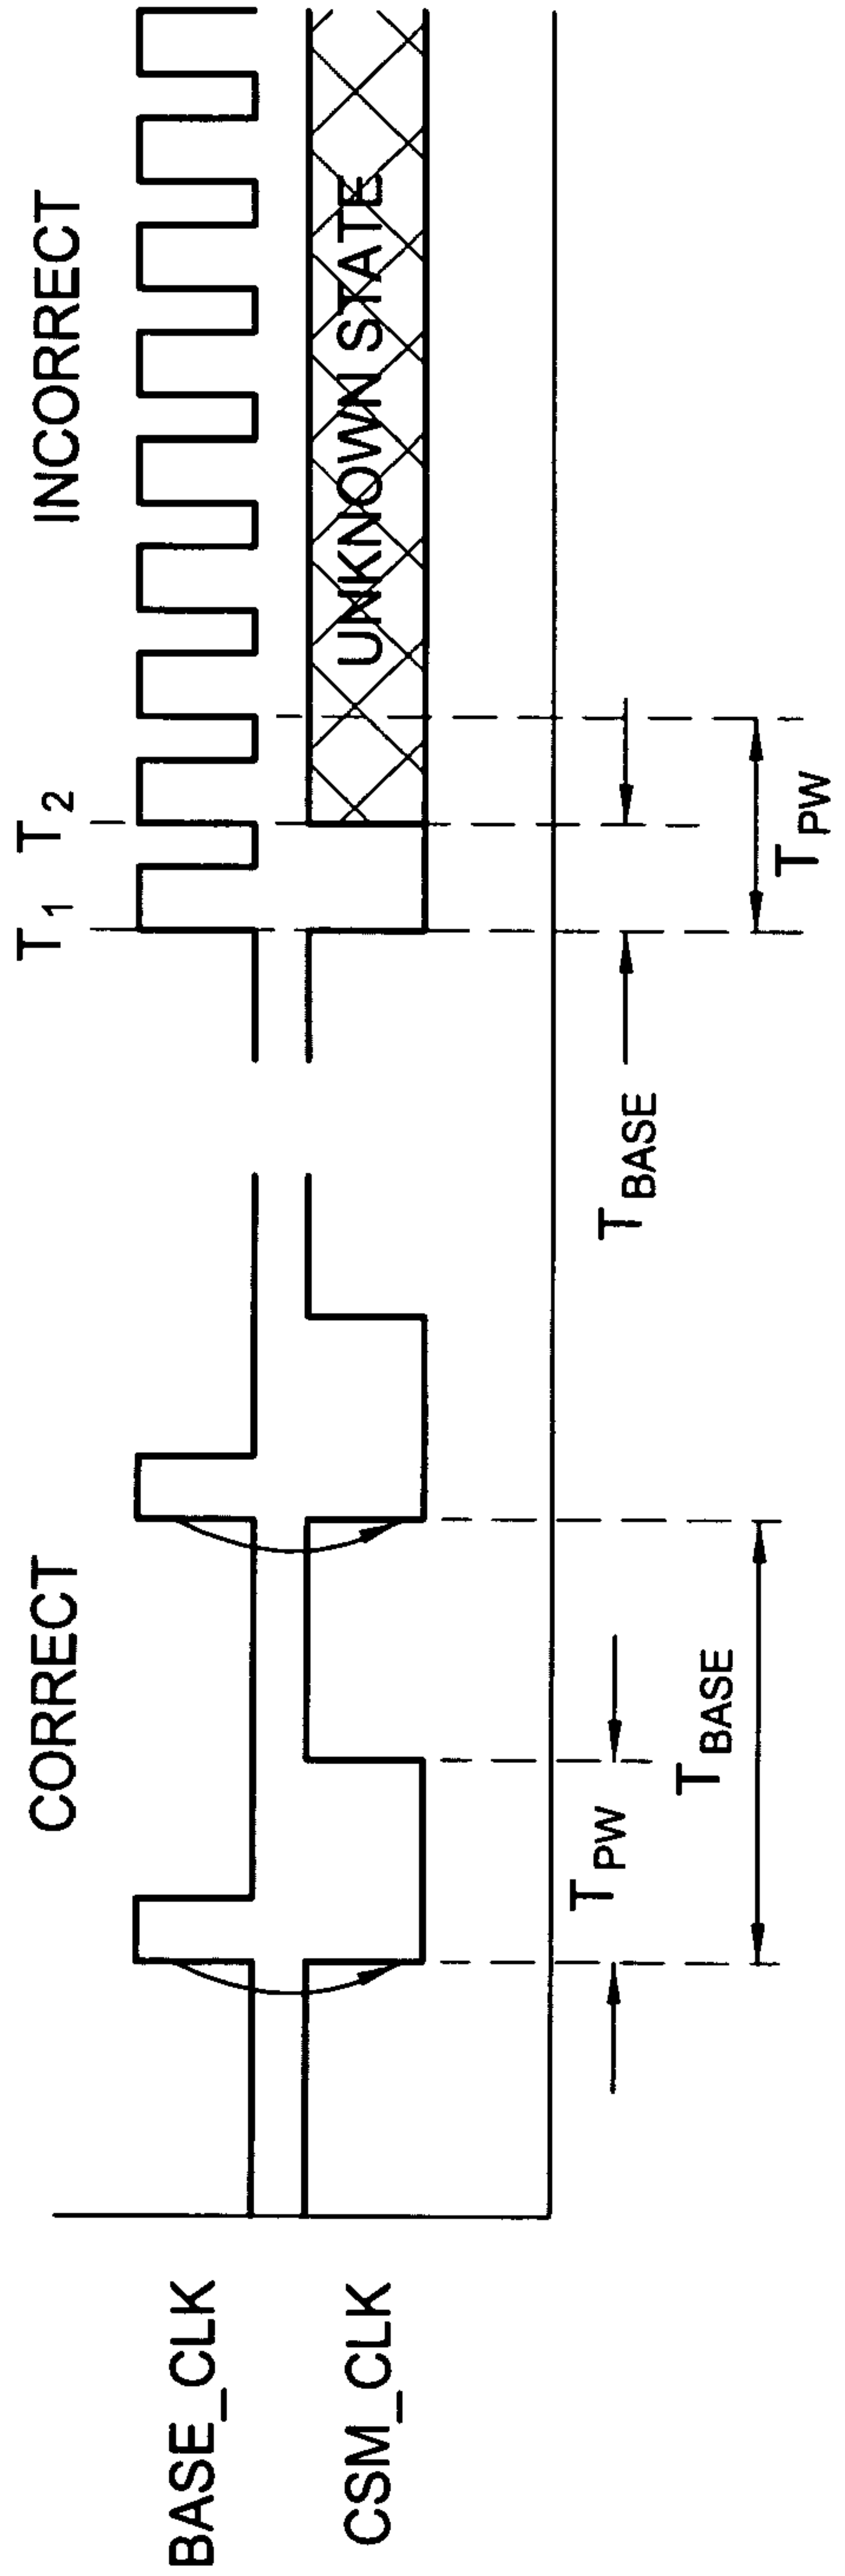 CORRECT
INCORRECT
T1 T2
BASE_CLK
CSM_CLK
UNKNOWN STATE
TPW
TBASE
TBASE
TPW